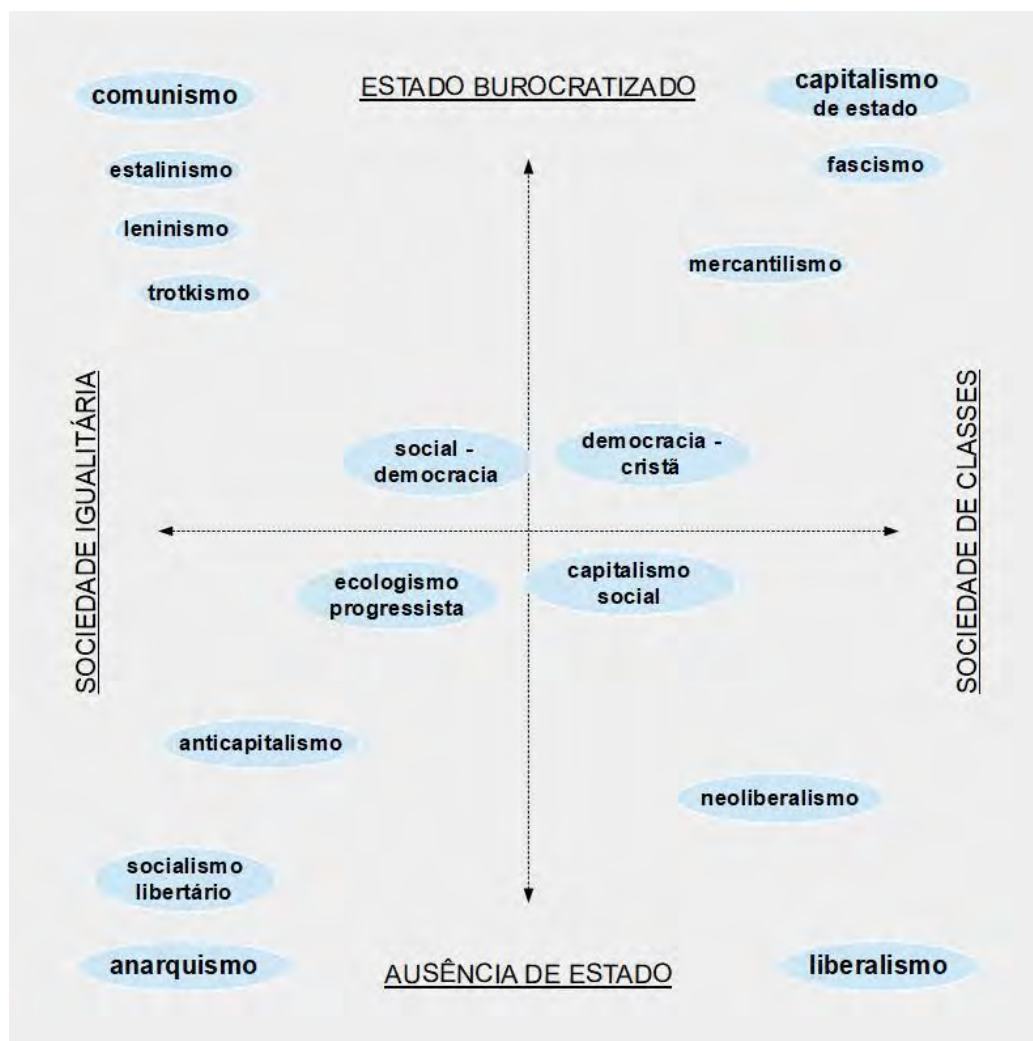 comunismo
ESTADO BUROCRATIZADO
capitalismo
de estado
estalinismo
fascismo
leninismo
mercantilismo
trotkismo
SOCIEDADE IGUALITÁRIA
SOCIEDADE DE CLASSES
social -
democracia
democracia -
cristã
ecologismo
progressista
capitalismo
social
anticapitalismo
neoliberalismo
socialismo
libertário
anarquismo
AUSÊNCIA DE ESTADO
liberalismo